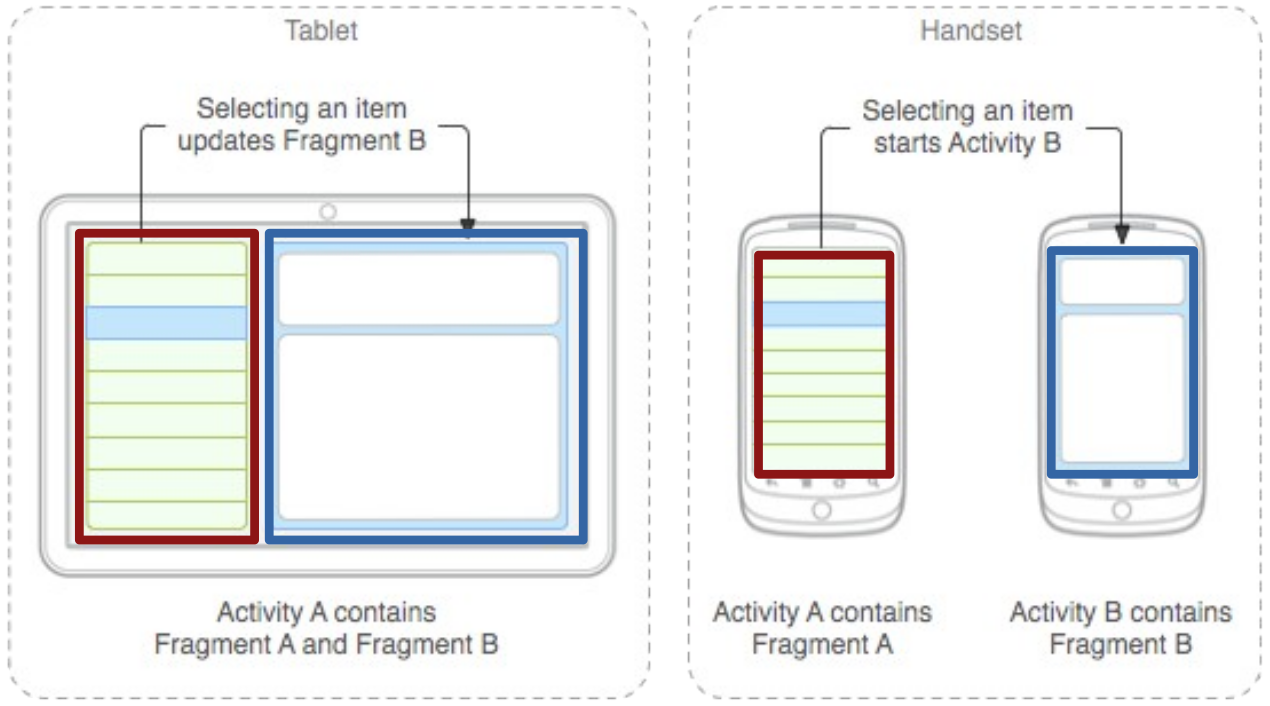 Tablet
Selecting an item
updates Fragment B
Activity A contains
Fragment A and Fragment B
Handset
Selecting an item
starts Activity B
Activity A contains
Fragment A
Activity B contains
Fragment B